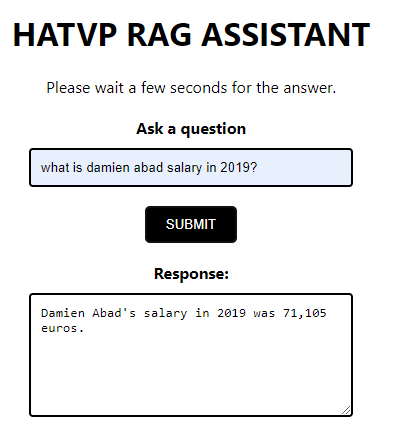 HATVP RAG ASSISTANT
Please wait a few seconds for the answer.
Ask a question
what is damien abad salary in 2019?
SUBMIT
Response:
Damien Abad's salary in 2019 was 71,105
euros.